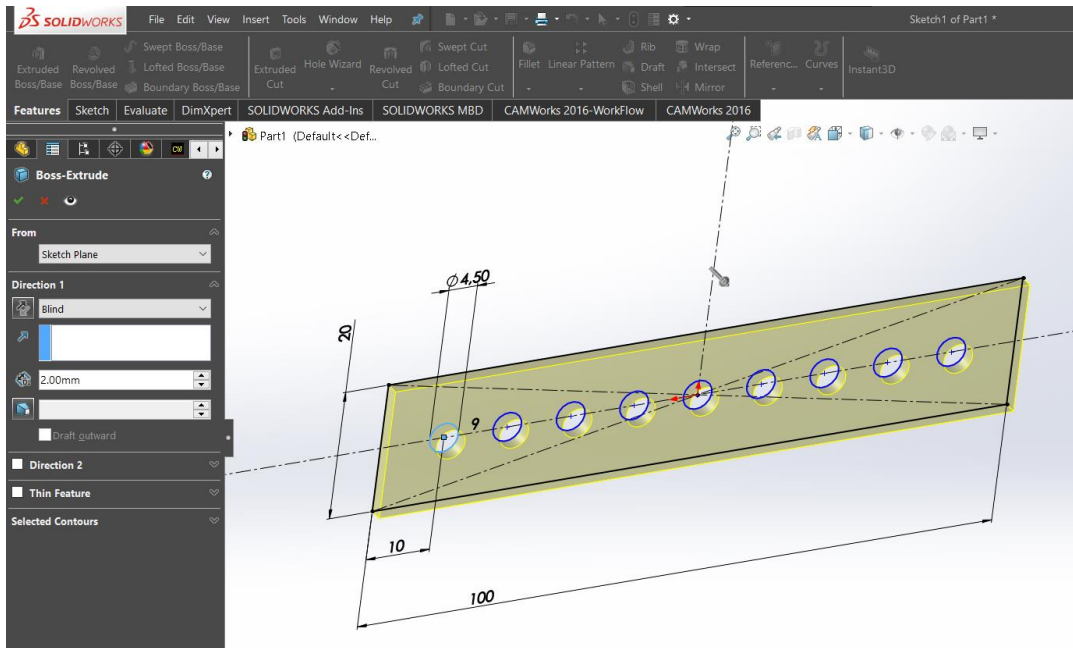 SOLIDWORKS File Edit View Insert Tools Window Help Sketch1 of Part1 *
Extruded Boss/Base
Revolved Boss/Base
Swept Boss/Base
Lofted Boss/Base
Boundary Boss/Base
Extruded Cut
Hole Wizard
Revolved Cut
Swept Cut
Lofted Cut
Boundary Cut
Fillet
Linear Pattern
Rib
Draft
Shell
Wrap
Intersect
Mirror
Referenc...
Curves
Instant3D
Features Sketch Evaluate DimXpert SOLIDWORKS Add-Ins SOLIDWORKS MBD CAMWorks 2016-WorkFlow CAMWorks 2016
Part1 (Default<<Def...
CW
Boss-Extrude
From
Sketch Plane
Direction 1
Blind
2.00mm
Draft outward
Direction 2
Thin Feature
Selected Contours
Ø4,50
20
9
10
100